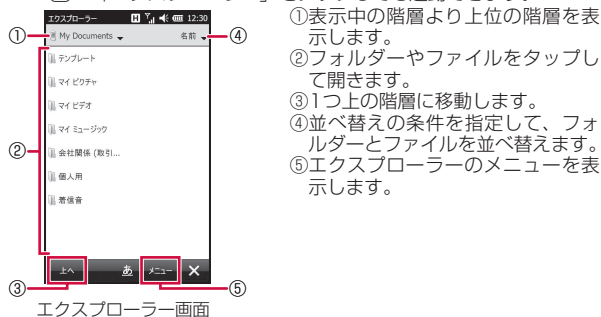 エクスプローラー 12:30
① My Documents 名前 ④
テンプレート
マイ ピクチャ
マイ ビデオ
マイ ミュージック
② 会社関係 (取引...
個人用
着信音
上へ あ メニュー
③ ⑤
エクスプローラー画面
①表示中の階層より上位の階層を表
示します。
②フォルダーやファイルをタップし
て開きます。
③1つ上の階層に移動します。
④並べ替えの条件を指定して、フォ
ルダーとファイルを並べ替えます。
⑤エクスプローラーのメニューを表
示します。